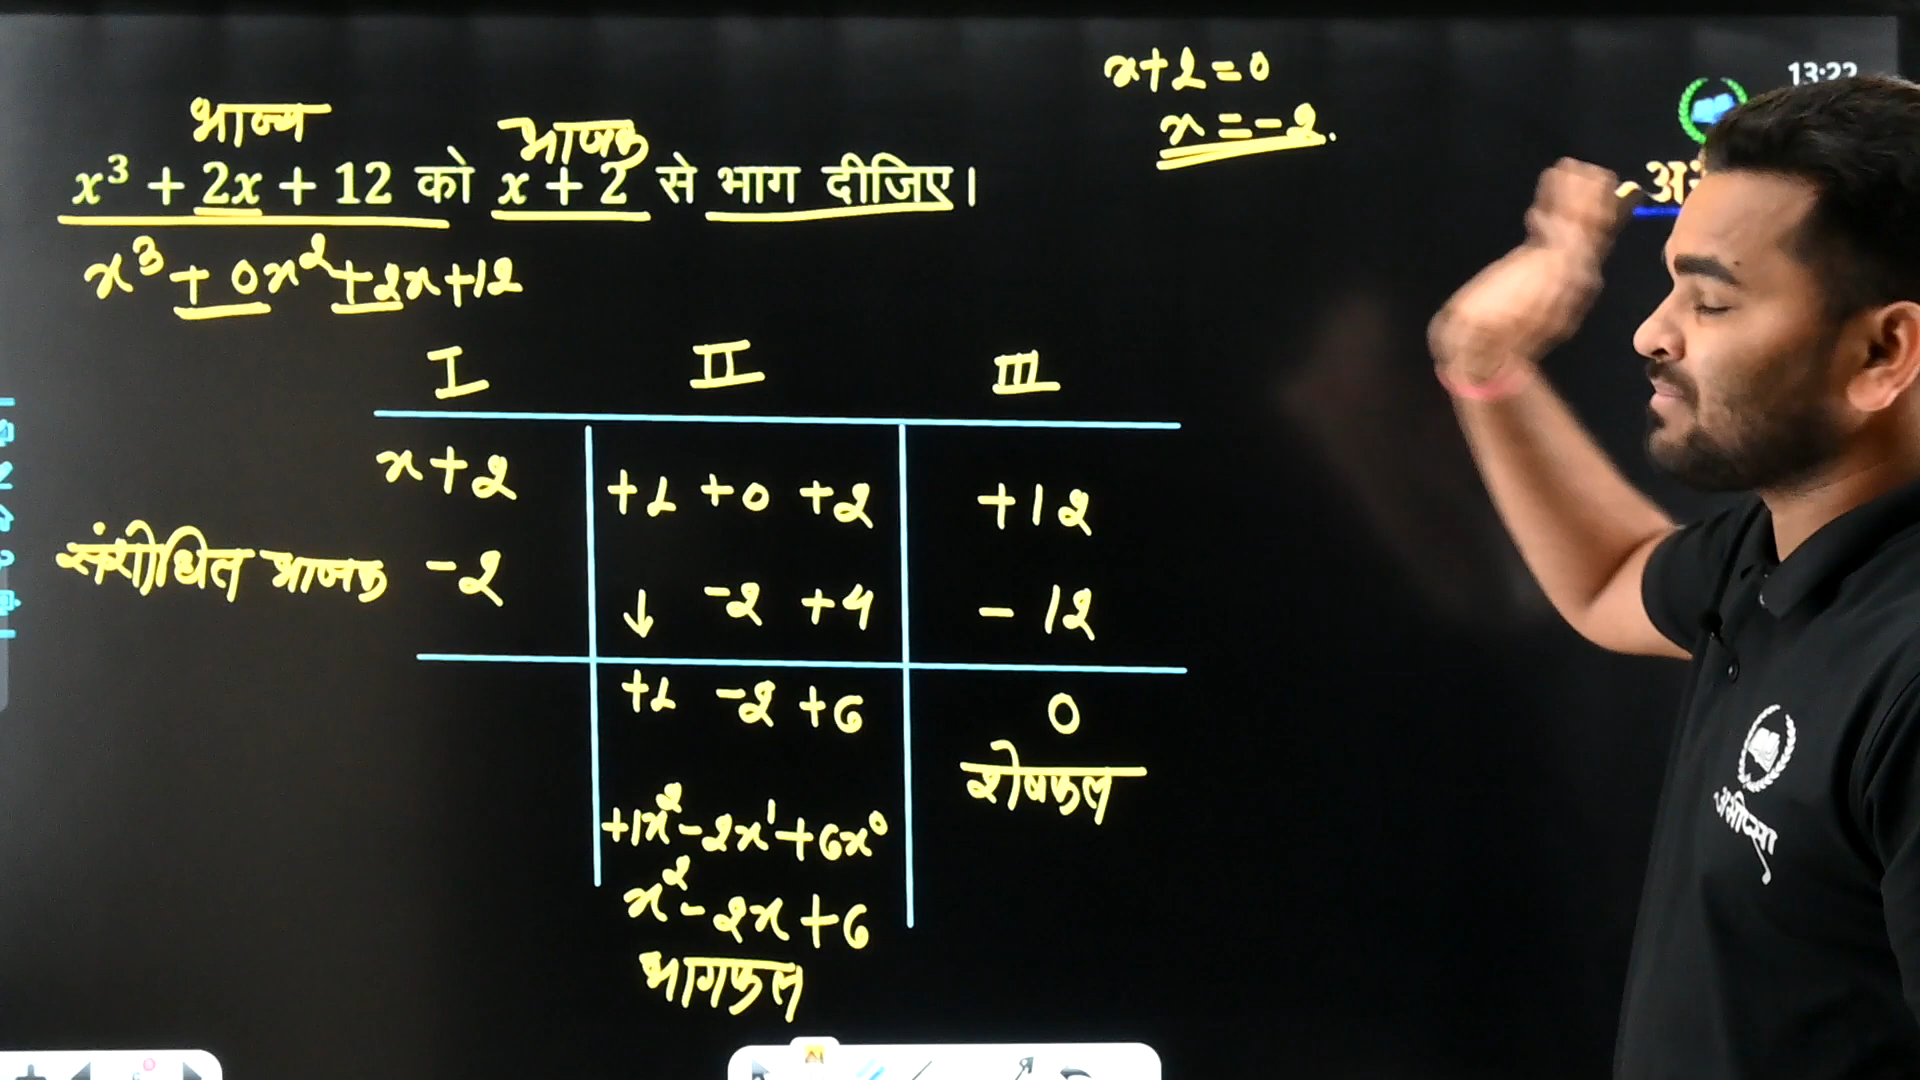 x+2=0
x=-2.
13:22
भाज्य भाजक
x³ + 2x + 12 को x + 2 से भाग दीजिए।
x³+0x²+2x+12
I II III
x+2 +1 +0 +2 +12
संशोधित भाजक -2 ↓ -2 +4 -12
+1 -2 +6 0
शेषफल
+1x²-2x¹+6x⁰
x²-2x+6
भागफल
असीप्सा